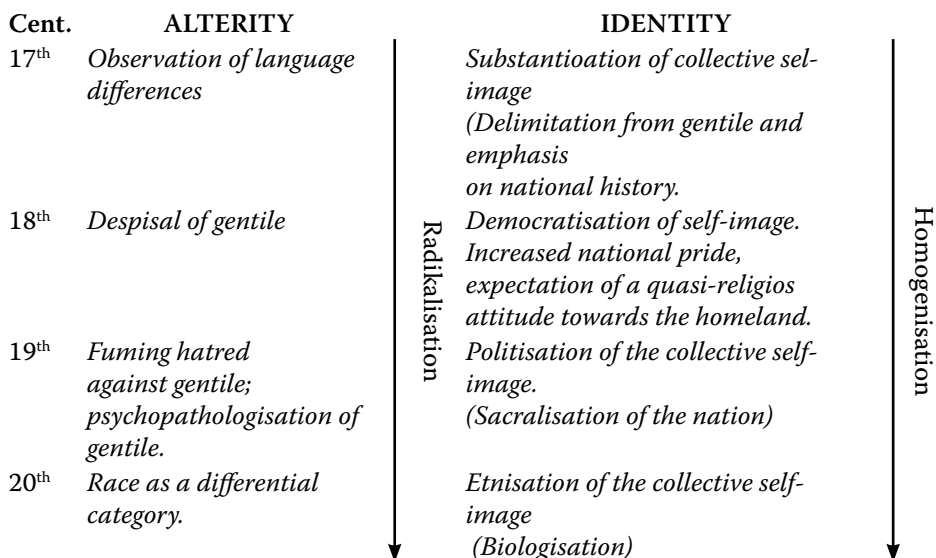 Cent. ALTERITY IDENTITY
17th Observation of language Substantioation of collective sel-
differences image
(Delimitation from gentile and
emphasis
on national history.
18th Despisal of gentile Democratisation of self-image.
Increased national pride,
expectation of a quasi-religios
attitude towards the homeland.
19th Fuming hatred Politisation of the collective self-
against gentile; image.
psychopathologisation of (Sacralisation of the nation)
gentile.
20th Race as a differential Etnisation of the collective self-
category. image
(Biologisation)
Radikalisation
Homogenisation